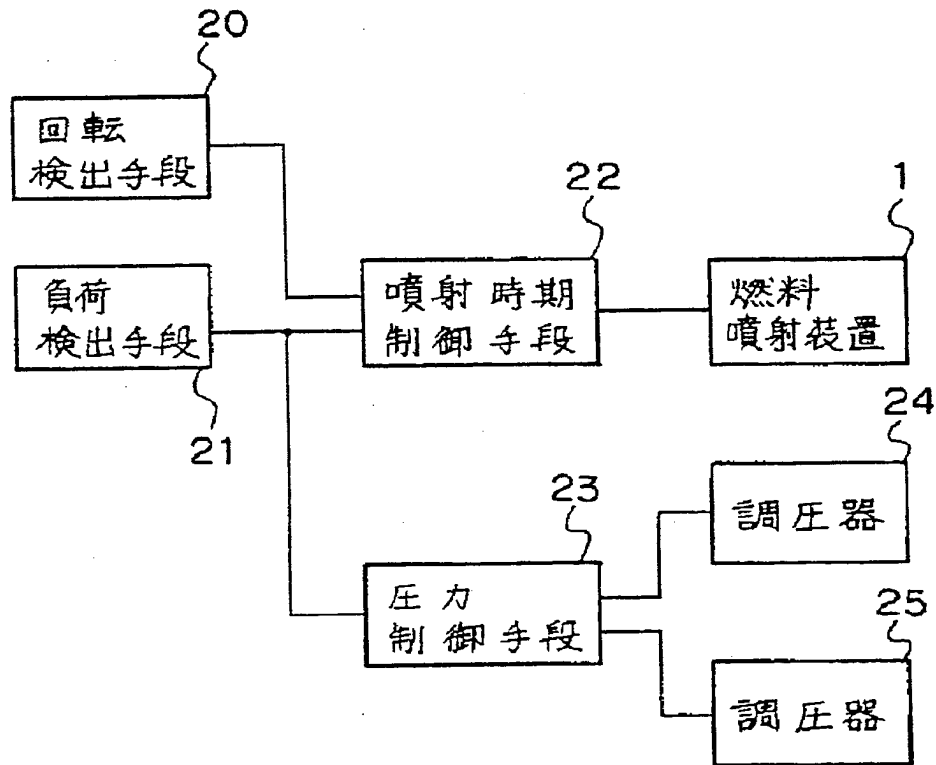 20
回転
検出手段
22
1
負荷
検出手段
噴射時期
制御手段
燃料
噴射装置
21
24
23
調圧器
圧力
制御手段
25
調圧器